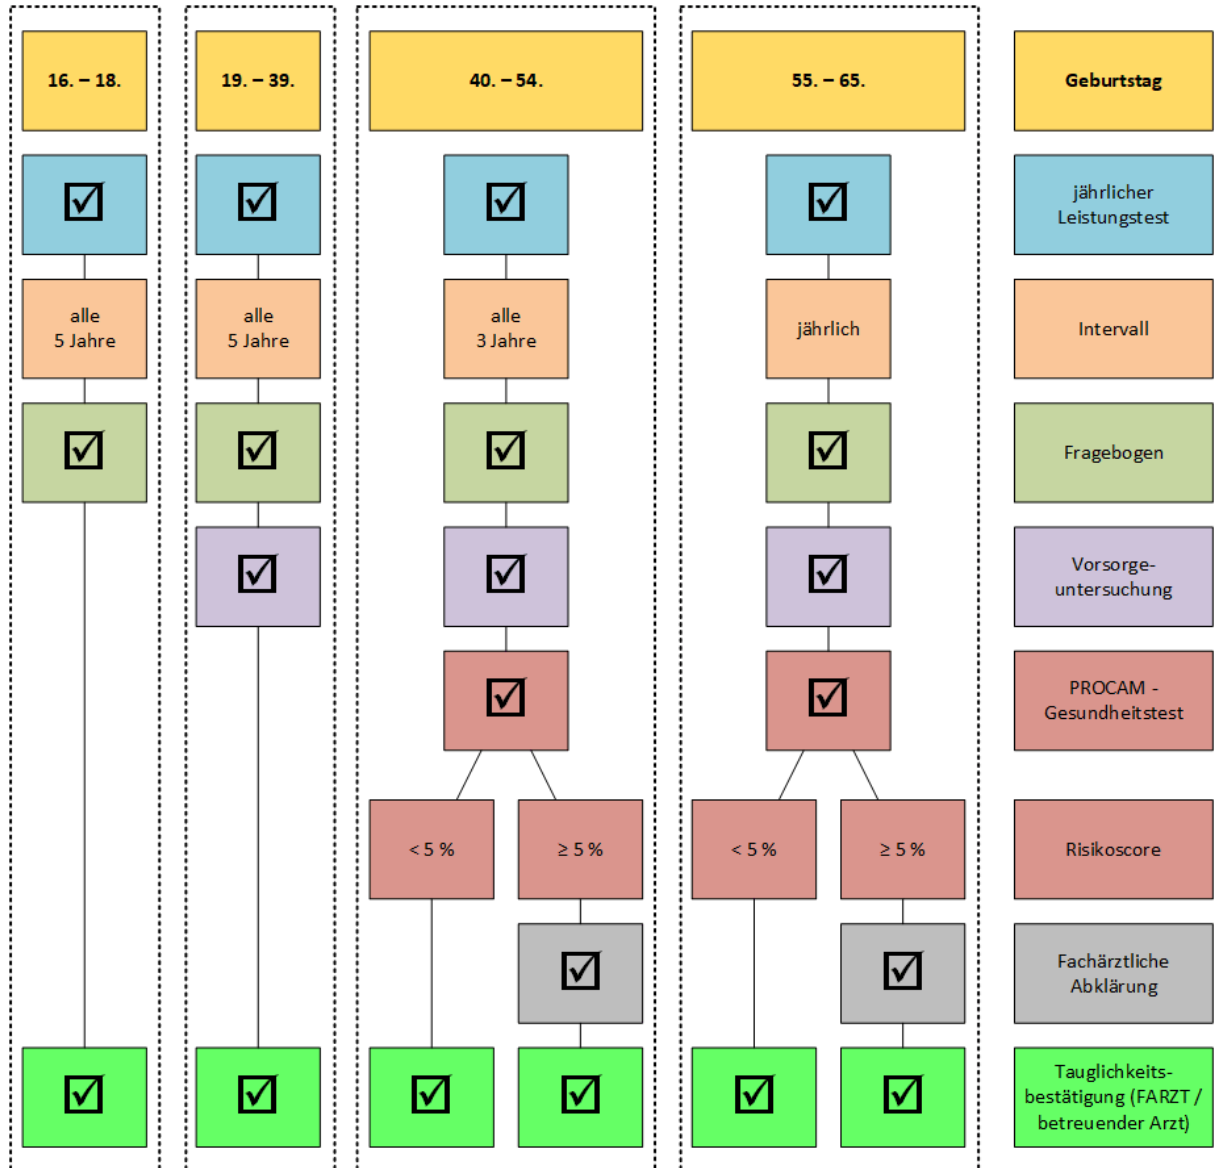 16. – 18.
19. – 39.
40. – 54.
55. – 65.
Geburtstag
jährlicher
Leistungstest
alle
5 Jahre
alle
5 Jahre
alle
3 Jahre
jährlich
Intervall
Fragebogen
Vorsorge-
untersuchung
PROCAM -
Gesundheitstest
< 5 %
≥ 5 %
< 5 %
≥ 5 %
Risikoscore
Fachärztliche
Abklärung
Tauglichkeits-
bestätigung (FARZT /
betreuender Arzt)